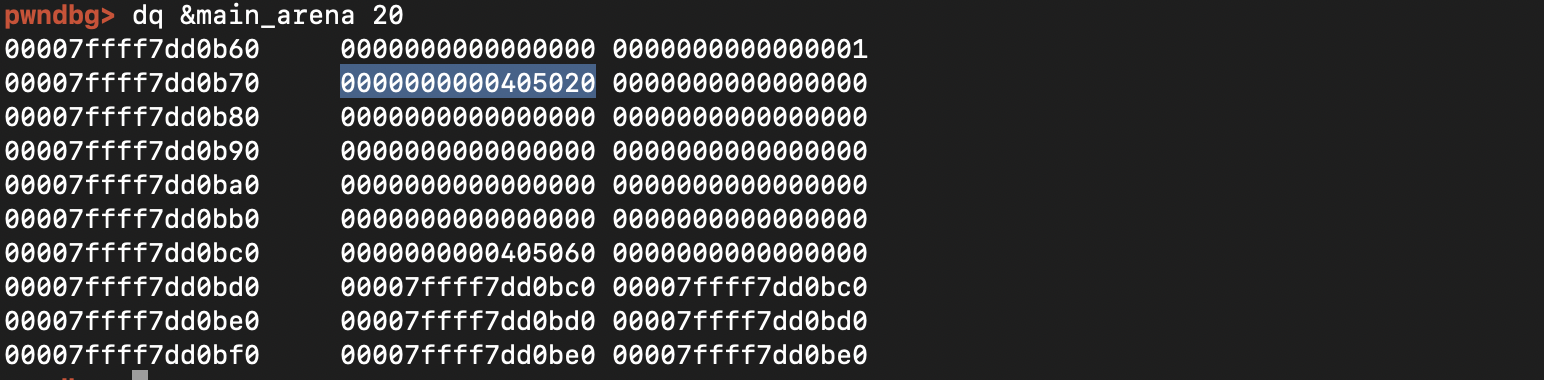 pwndbg> dq &main_arena 20
00007ffff7dd0b60     0000000000000000 0000000000000001
00007ffff7dd0b70     0000000000405020 0000000000000000
00007ffff7dd0b80     0000000000000000 0000000000000000
00007ffff7dd0b90     0000000000000000 0000000000000000
00007ffff7dd0ba0     0000000000000000 0000000000000000
00007ffff7dd0bb0     0000000000000000 0000000000000000
00007ffff7dd0bc0     0000000000405060 0000000000000000
00007ffff7dd0bd0     00007ffff7dd0bc0 00007ffff7dd0bc0
00007ffff7dd0be0     00007ffff7dd0bd0 00007ffff7dd0bd0
00007ffff7dd0bf0     00007ffff7dd0be0 00007ffff7dd0be0